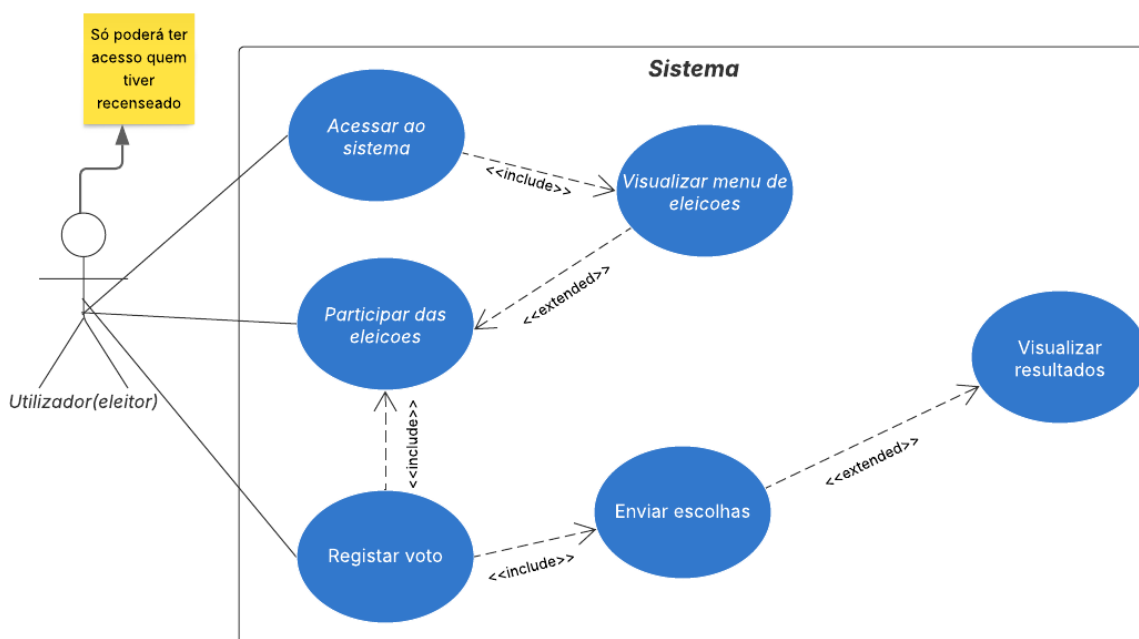 Só poderá ter
acesso quem
tiver
recenseado
Sistema
Acessar ao
sistema
<<include>>
Visualizar menu de
eleicoes
<<extended>>
Participar das
eleicoes
Utilizador(eleitor)
Visualizar
resultados
<<include>>
<<extended>>
Enviar escolhas
Registar voto
<<include>>